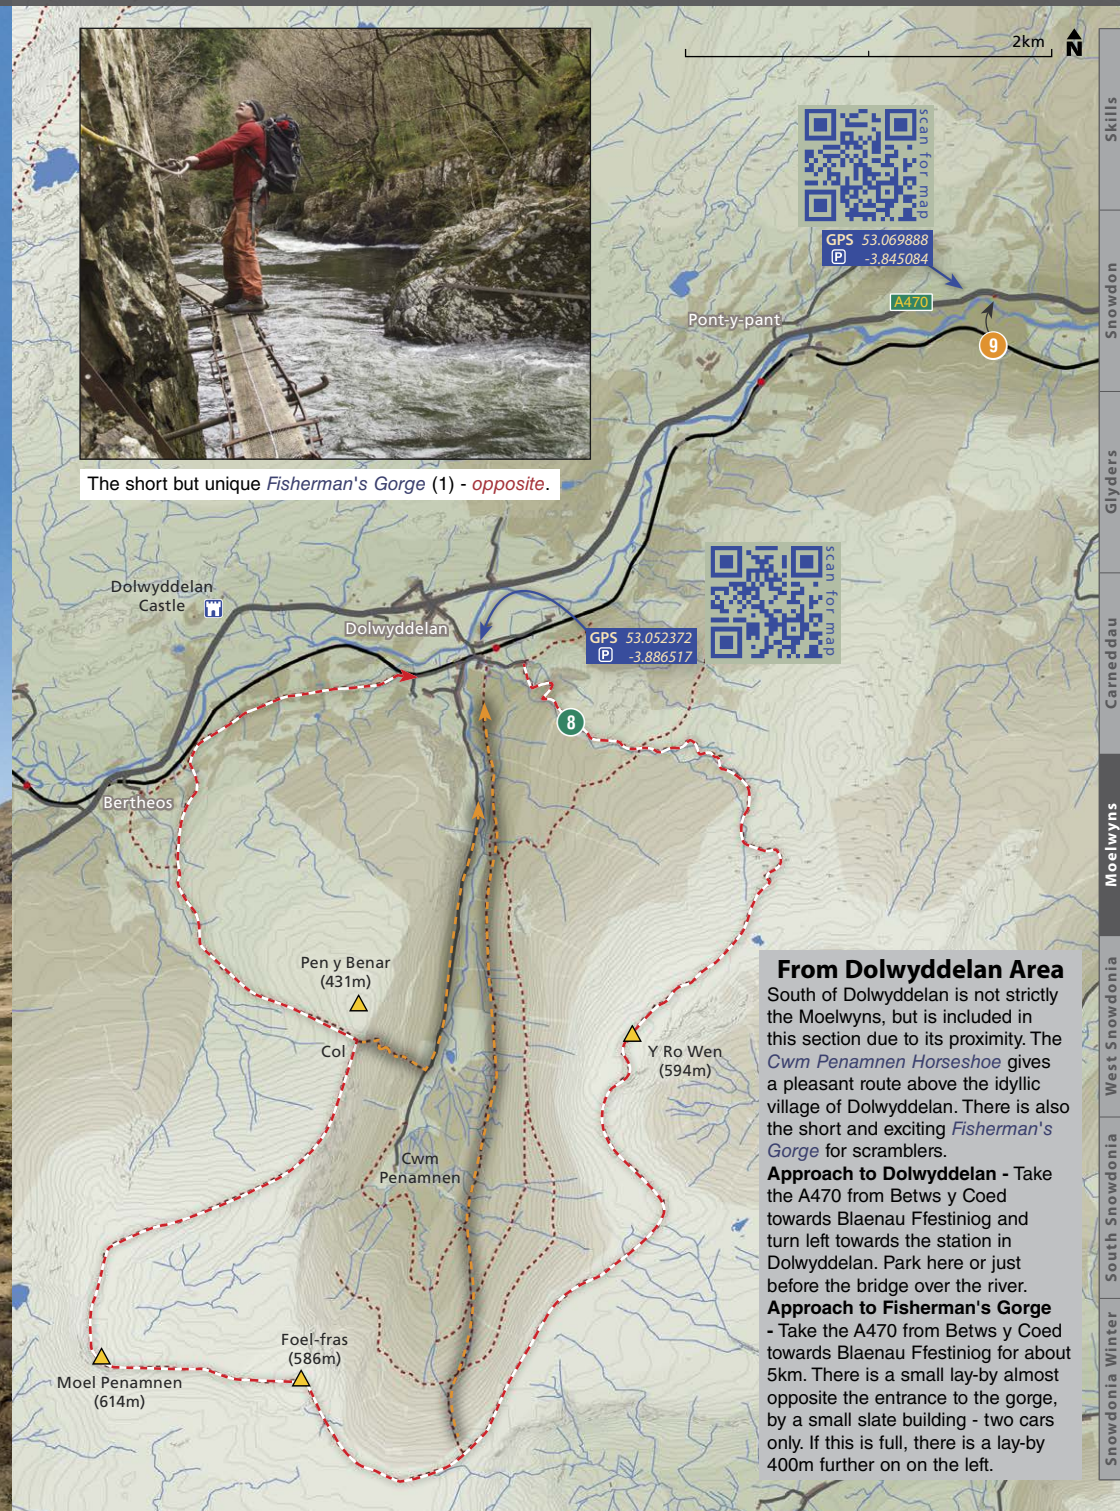 2km
N
scan for map
GPS 53.069888
P -3.845084
A470
Pont-y-pant
9
The short but unique Fisherman's Gorge (1) - opposite.
scan for map
Dolwyddelan
Castle
Dolwyddelan
GPS 53.052372
P -3.886517
8
Bertheos
Pen y Benar
(431m)
Col
Y Ro Wen
(594m)
Cwm
Penamnen
Foel-fras
(586m)
Moel Penamnen
(614m)
From Dolwyddelan Area
South of Dolwyddelan is not strictly
the Moelwyns, but is included in
this section due to its proximity. The
Cwm Penamnen Horseshoe gives
a pleasant route above the idyllic
village of Dolwyddelan. There is also
the short and exciting Fisherman's
Gorge for scramblers.
Approach to Dolwyddelan - Take
the A470 from Betws y Coed
towards Blaenau Ffestiniog and
turn left towards the station in
Dolwyddelan. Park here or just
before the bridge over the river.
Approach to Fisherman's Gorge
- Take the A470 from Betws y Coed
towards Blaenau Ffestiniog for about
5km. There is a small lay-by almost
opposite the entrance to the gorge,
by a small slate building - two cars
only. If this is full, there is a lay-by
400m further on on the left.
Skills
Snowdon
Glyders
Carneddau
Moelwyns
West Snowdonia
South Snowdonia
Snowdonia Winter